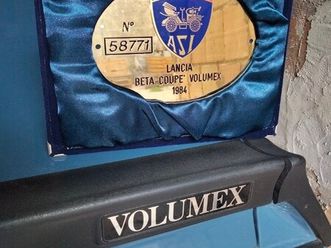 N°
58771
ASI
LANCIA
BETA-COUPE' VOLUMEX
1984
VOLUMEX